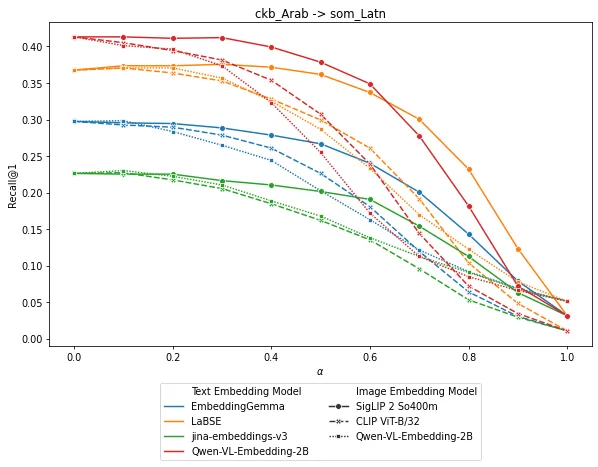 ckb_Arab -> som_Latn
0.40
0.35
0.30
0.25
0.20
0.15
0.10
0.05
0.00
Recall@1
0.0 0.2 0.4 0.6 0.8 1.0
α
Text Embedding Model
EmbeddingGemma
LaBSE
jina-embeddings-v3
Qwen-VL-Embedding-2B
Image Embedding Model
SigLIP 2 So400m
CLIP ViT-B/32
Qwen-VL-Embedding-2B